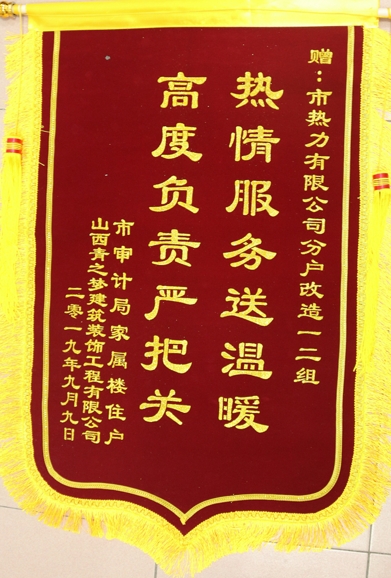 赠：市热力有限公司分户改造一二组
热情服务送温暖
高度负责严把关
市审计局家属楼住户
山西青之梦建筑装饰工程有限公司
二零一九年九月九日